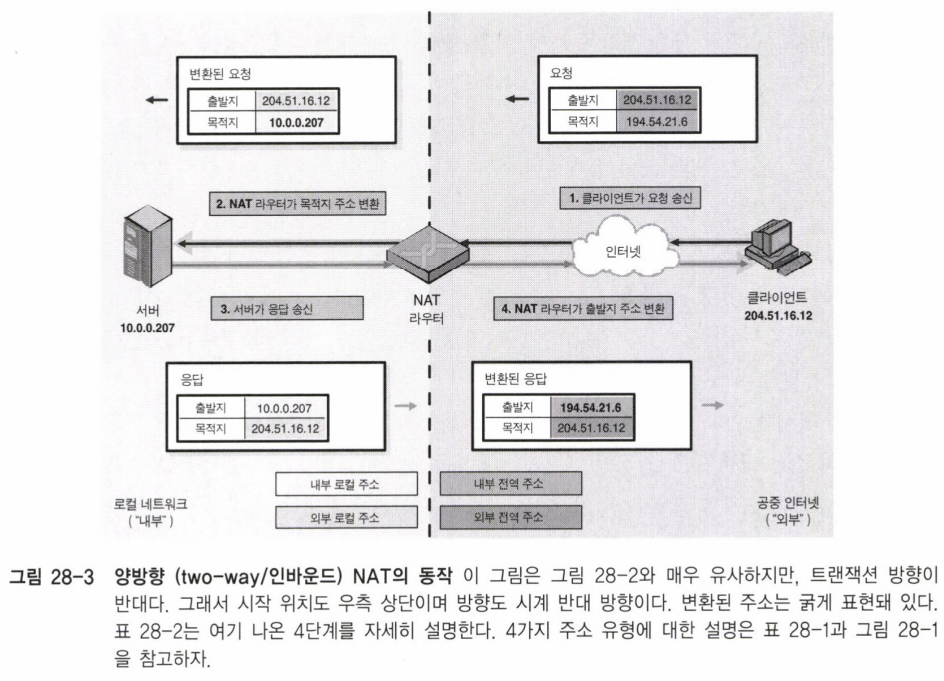 변환된 요청
출발지 204.51.16.12
목적지 10.0.0.207
요청
출발지 204.51.16.12
목적지 194.54.21.6
2. NAT 라우터가 목적지 주소 변환
1. 클라이언트가 요청 송신
인터넷
서버
10.0.0.207
3. 서버가 응답 송신
NAT
라우터
4. NAT 라우터가 출발지 주소 변환
클라이언트
204.51.16.12
응답
출발지 10.0.0.207
목적지 204.51.16.12
변환된 응답
출발지 194.54.21.6
목적지 204.51.16.12
로컬 네트워크
("내부")
내부 로컬 주소
외부 로컬 주소
내부 전역 주소
외부 전역 주소
공중 인터넷
("외부")
그림 28-3 양방향 (two-way/인바운드) NAT의 동작 이 그림은 그림 28-2와 매우 유사하지만, 트랜잭션 방향이
반대다. 그래서 시작 위치도 우측 상단이며 방향도 시계 반대 방향이다. 변환된 주소는 굵게 표현돼 있다.
표 28-2는 여기 나온 4단계를 자세히 설명한다. 4가지 주소 유형에 대한 설명은 표 28-1과 그림 28-1
을 참고하자.